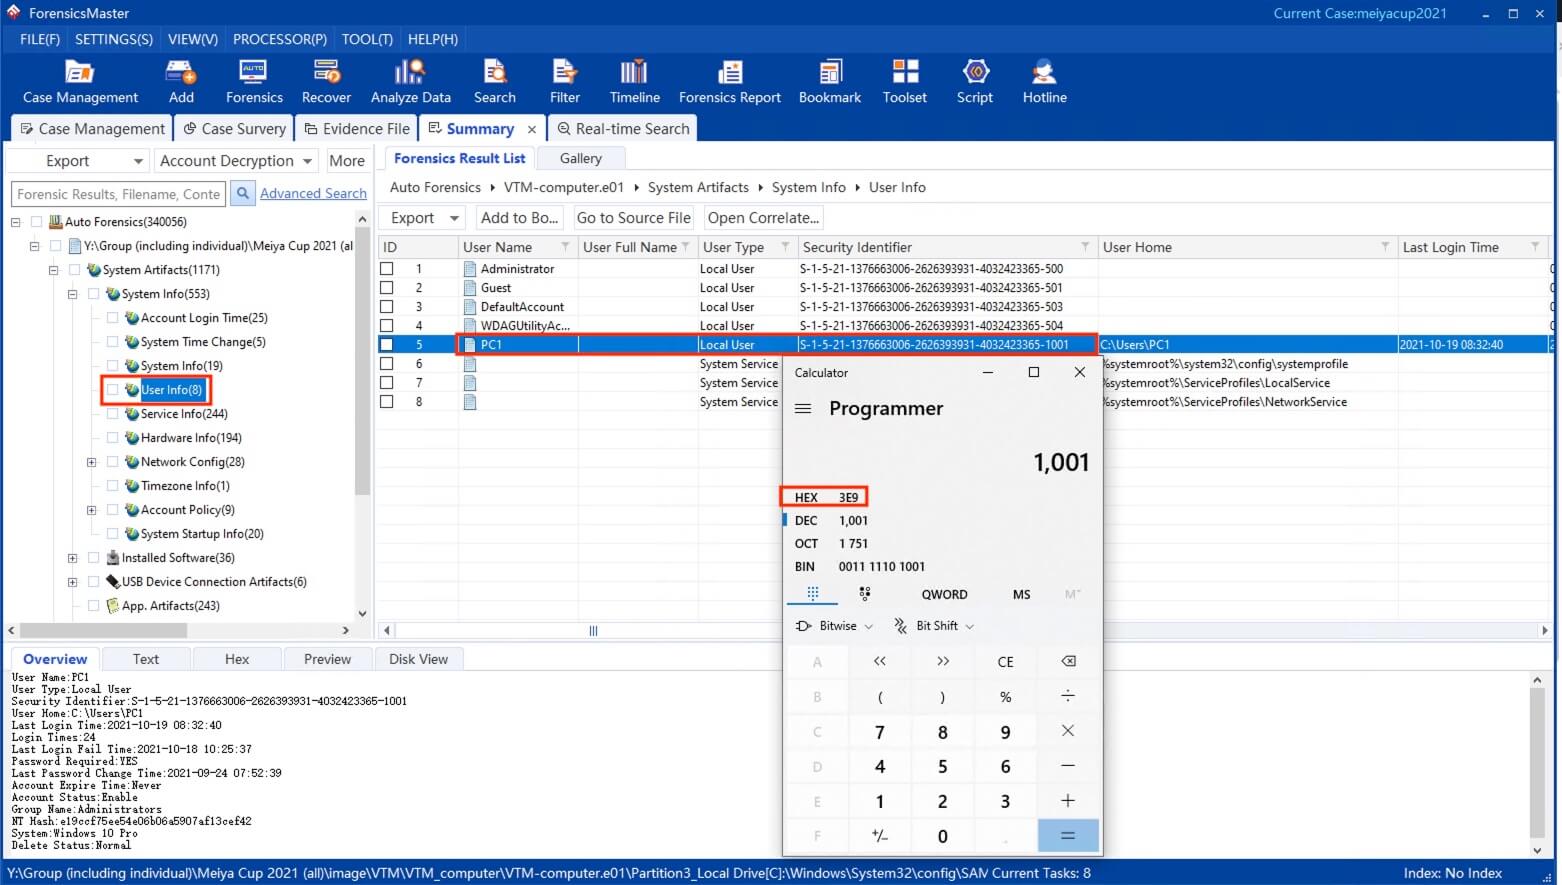 ForensicsMaster
Current Case:meiyacup2021
FILE(F) SETTINGS(S) VIEW(V) PROCESSOR(P) TOOL(T) HELP(H)
AUTO
Case Management Add Forensics Recover Analyze Data Search Filter Timeline Forensics Report Bookmark Toolset Script Hotline
Case Management Case Survery Evidence File Summary × Real-time Search
Export Account Decryption More
Forensic Results, Filename, Conte Advanced Search
Auto Forensics(340056)
Y:\Group (including individual)\Meiya Cup 2021 (al
System Artifacts(1171)
System Info(553)
Account Login Time(25)
System Time Change(5)
System Info(19)
User Info(8)
Service Info(244)
Hardware Info(194)
Network Config(28)
Timezone Info(1)
Account Policy(9)
System Startup Info(20)
Installed Software(36)
USB Device Connection Artifacts(6)
App. Artifacts(243)
Forensics Result List Gallery
Auto Forensics VTM-computer.e01 System Artifacts System Info User Info
Export Add to Bo... Go to Source File Open Correlate...
ID User Name User Full Name User Type Security Identifier User Home Last Login Time
1 Administrator Local User S-1-5-21-1376663006-2626393931-4032423365-500
2 Guest Local User S-1-5-21-1376663006-2626393931-4032423365-501
3 DefaultAccount Local User S-1-5-21-1376663006-2626393931-4032423365-503
4 WDAGUtilityAc... Local User S-1-5-21-1376663006-2626393931-4032423365-504
5 PC1 Local User S-1-5-21-1376663006-2626393931-4032423365-1001 C:\Users\PC1 2021-10-19 08:32:40
6 System Service %systemroot%\system32\config\systemprofile
7 System Service %systemroot%\ServiceProfiles\LocalService
8 System Service %systemroot%\ServiceProfiles\NetworkService
Calculator
Programmer
1,001
HEX 3E9
DEC 1,001
OCT 1 751
BIN 0011 1110 1001
QWORD MS M
Bitwise Bit Shift
A << >> CE
B ( ) % ÷
C 7 8 9 ×
D 4 5 6 −
E 1 2 3 +
F +/- 0 . =
Overview Text Hex Preview Disk View
User Name:PC1
User Type:Local User
Security Identifier:S-1-5-21-1376663006-2626393931-4032423365-1001
User Home:C:\Users\PC1
Last Login Time:2021-10-19 08:32:40
Login Times:24
Last Login Fail Time:2021-10-18 10:25:37
Password Required:YES
Last Password Change Time:2021-09-24 07:52:39
Account Expire Time:Never
Account Status:Enable
Group Name:Administrators
NT Hash:e19ccf75ee54e06b06a5907af13cef42
System:Windows 10 Pro
Delete Status:Normal
Y:\Group (including individual)\Meiya Cup 2021 (all)\image\VTM\VTM_computer\VTM-computer.e01\Partition3_Local Drive[C]:\Windows\System32\config\SAM Current Tasks: 8 Index: No Index